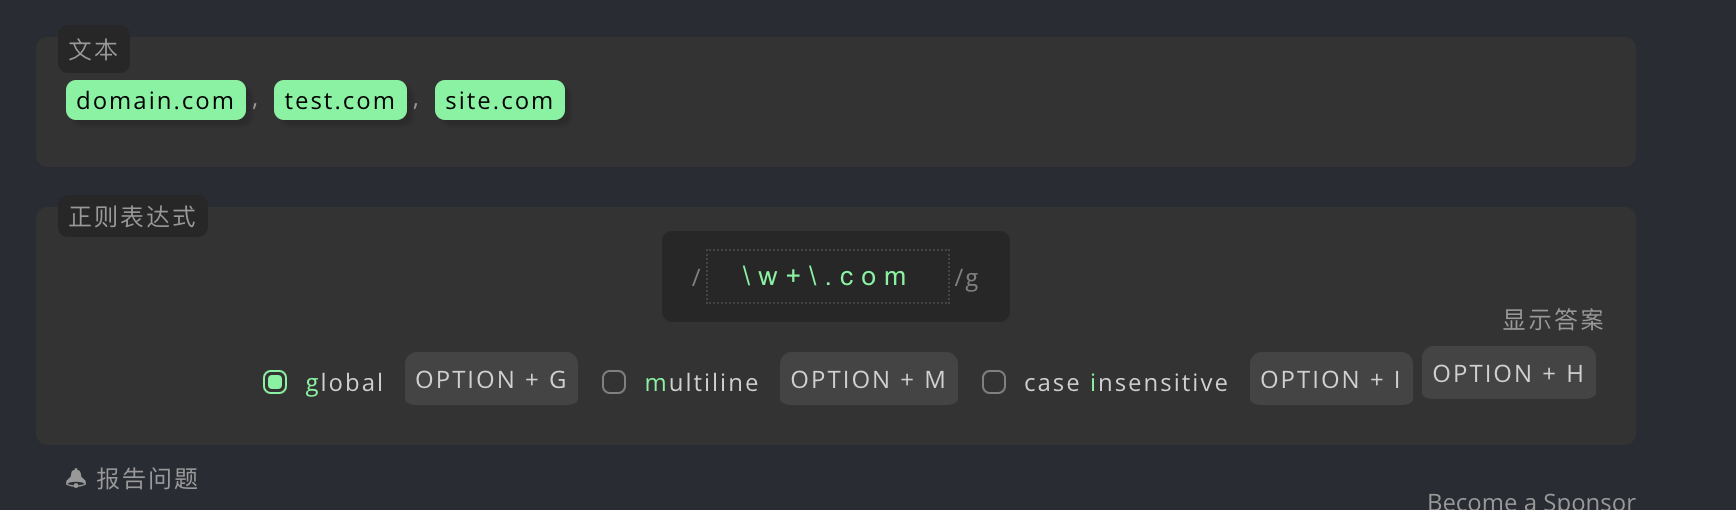 文本
domain.com, test.com, site.com
正则表达式
/\w+\.com/g
显示答案
global OPTION + G multiline OPTION + M case insensitive OPTION + I OPTION + H
报告问题
Become a Sponsor